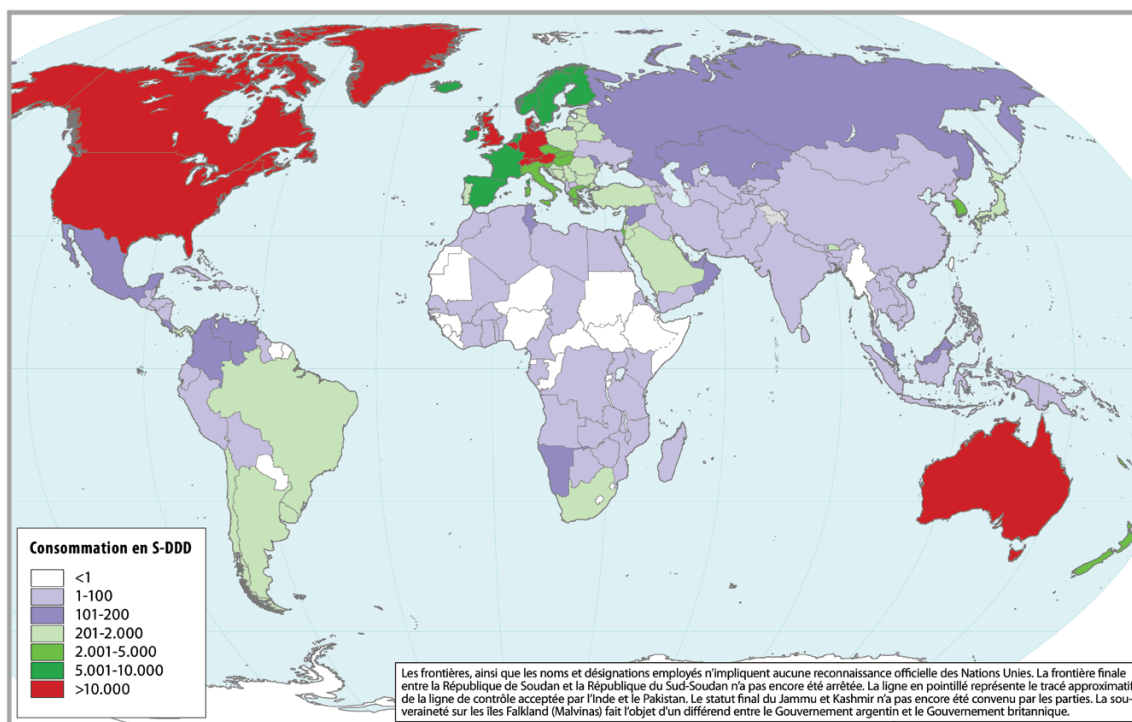 Consommation en S-DDD
<1
1-100
101-200
201-2.000
2.001-5.000
5.001-10.000
>10.000
Les frontières, ainsi que les noms et désignations employés n'impliquent aucune reconnaissance officielle des Nations Unies. La frontière finale
entre la République de Soudan et la République du Sud-Soudan n'a pas encore été arrêtée. La ligne en pointillé représente le tracé approximatif
de la ligne de contrôle acceptée par l'Inde et le Pakistan. Le statut final du Jammu et Kashmir n'a pas encore été convenu par les parties. La sou-
veraineté sur les îles Falkland (Malvinas) fait l'objet d'un différend entre le Gouvernement argentin et le Gouvernement britannique.